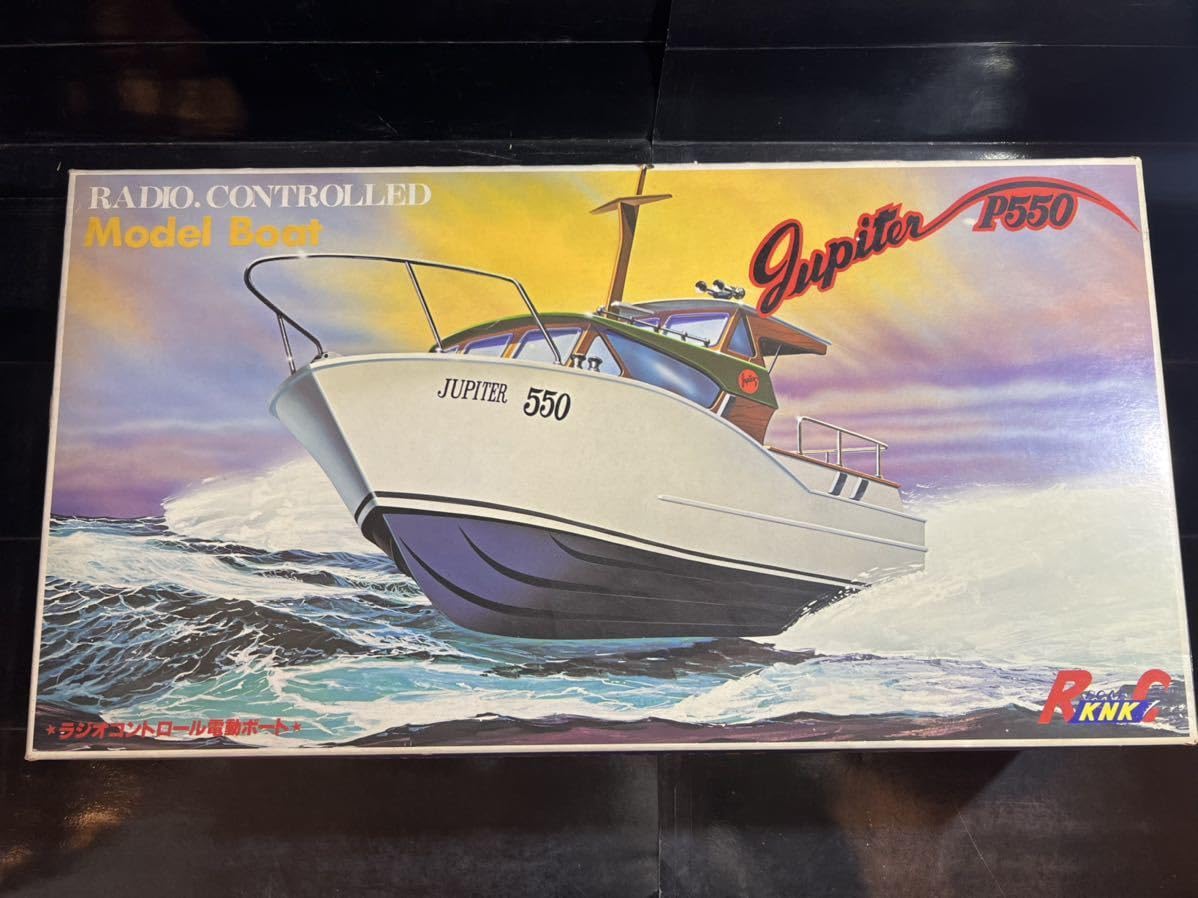 RADIO. CONTROLLED
Model Boat
Jupiter P550
JUPITER 550
Jupiter
★ラジオコントロール電動ボート★
R C
KNK